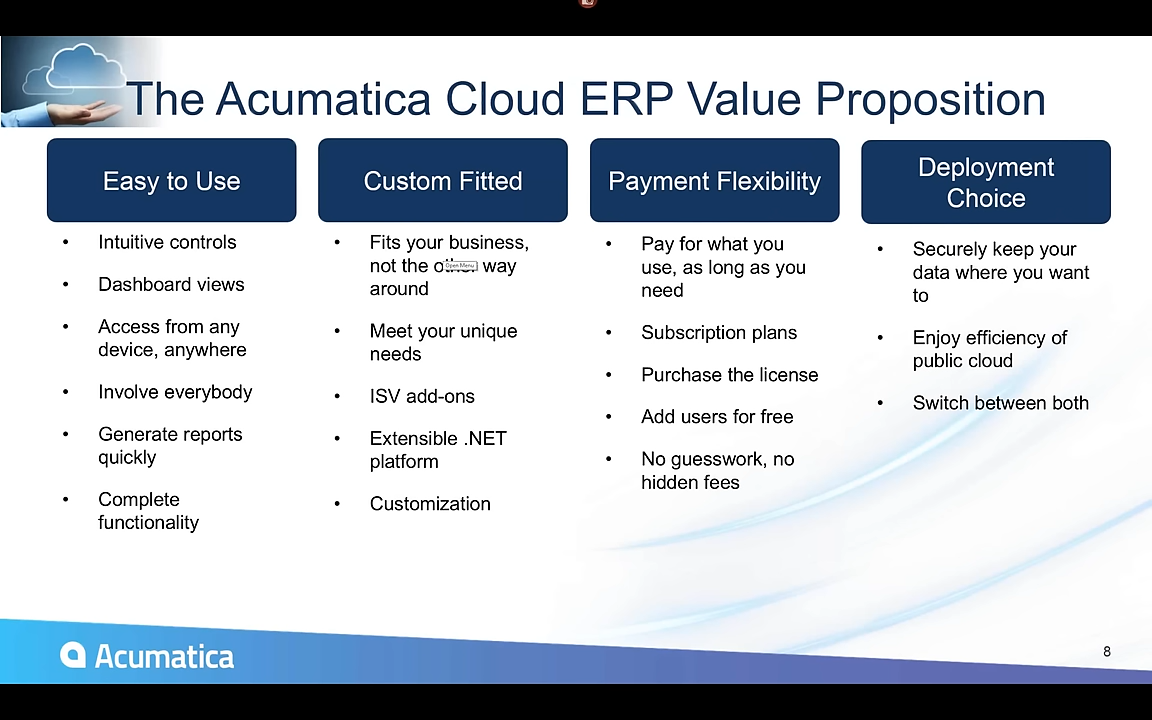 The Acumatica Cloud ERP Value Proposition
Easy to Use
• Intuitive controls
• Dashboard views
• Access from any
device, anywhere
• Involve everybody
• Generate reports
quickly
• Complete
functionality
Custom Fitted
• Fits your business,
not the other way
around
Open Menu
• Meet your unique
needs
• ISV add-ons
• Extensible .NET
platform
• Customization
Payment Flexibility
• Pay for what you
use, as long as you
need
• Subscription plans
• Purchase the license
• Add users for free
• No guesswork, no
hidden fees
Deployment
Choice
• Securely keep your
data where you want
to
• Enjoy efficiency of
public cloud
• Switch between both
Acumatica
8